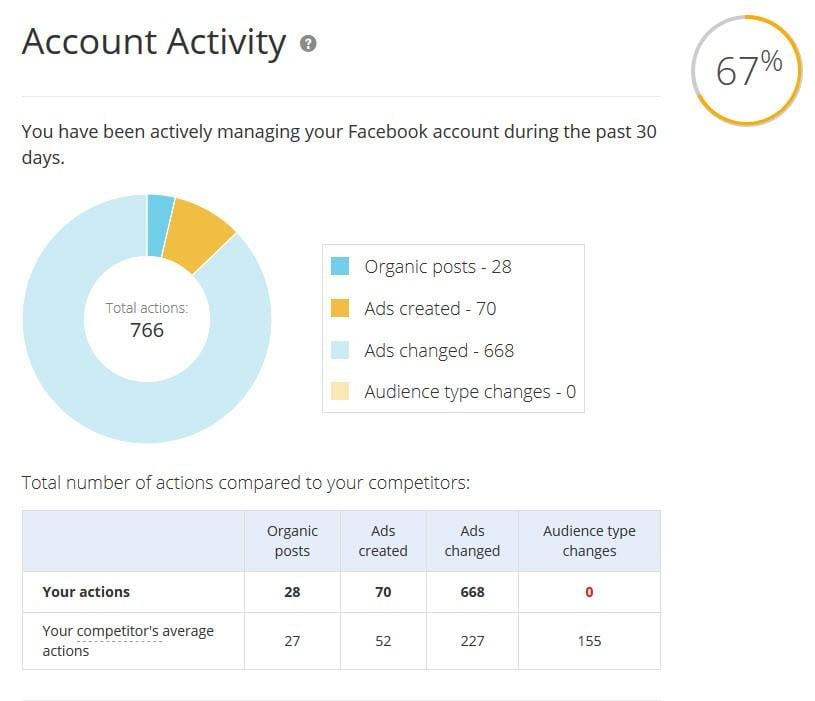 Account Activity ?
67%
You have been actively managing your Facebook account during the past 30
days.
Total actions:
766
Organic posts - 28
Ads created - 70
Ads changed - 668
Audience type changes - 0
Total number of actions compared to your competitors:
Organic posts Ads created Ads changed Audience type changes
Your actions 28 70 668 0
Your competitor's average actions 27 52 227 155